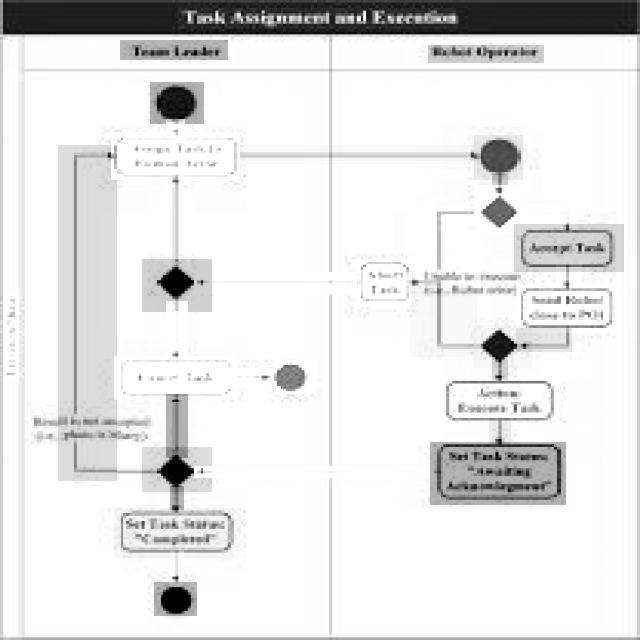 Task Assignment and Execution
Team Leader
Robot Operator
Assign Task to
Human Actor
Accept Task
Abort
Task
Unable to execute
(i.e., Robot error)
Send Robot
close to POI
Cancel Task
Action:
Execute Task
Result is not accepted
(i.e., photo is blurry)
Set Task Status:
"Awaiting
Acknowlegment"
Set Task Status:
"Completed"